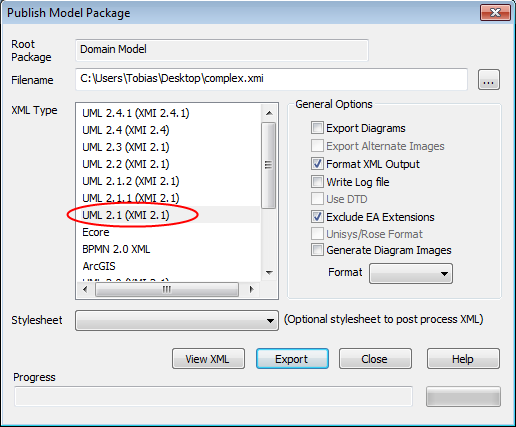 Publish Model Package
Root Package
Domain Model
Filename
C:\Users\Tobias\Desktop\complex.xmi
...
XML Type
UML 2.4.1 (XMI 2.4.1)
UML 2.4 (XMI 2.4)
UML 2.3 (XMI 2.1)
UML 2.2 (XMI 2.1)
UML 2.1.2 (XMI 2.1)
UML 2.1.1 (XMI 2.1)
UML 2.1 (XMI 2.1)
Ecore
BPMN 2.0 XML
ArcGIS
General Options
Export Diagrams
Export Alternate Images
Format XML Output
Write Log file
Use DTD
Exclude EA Extensions
Unisys/Rose Format
Generate Diagram Images
Format
Stylesheet
(Optional stylesheet to post process XML)
View XML
Export
Close
Help
Progress